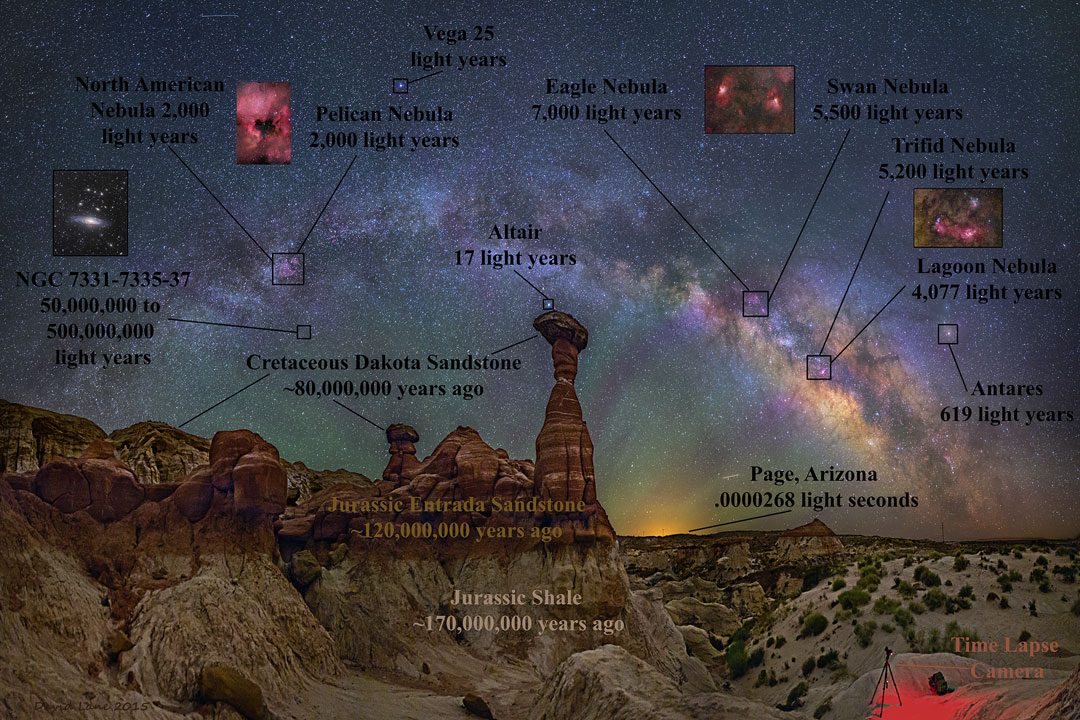 Vega 25
light years
North American
Nebula 2,000
light years
Pelican Nebula
2,000 light years
Eagle Nebula
7,000 light years
Swan Nebula
5,500 light years
Trifid Nebula
5,200 light years
Altair
17 light years
NGC 7331-7335-37
50,000,000 to
500,000,000
light years
Lagoon Nebula
4,077 light years
Cretaceous Dakota Sandstone
~80,000,000 years ago
Antares
619 light years
Page, Arizona
.0000268 light seconds
Jurassic Entrada Sandstone
~120,000,000 years ago
Jurassic Shale
~170,000,000 years ago
Time Lapse
Camera
David Lane 2015